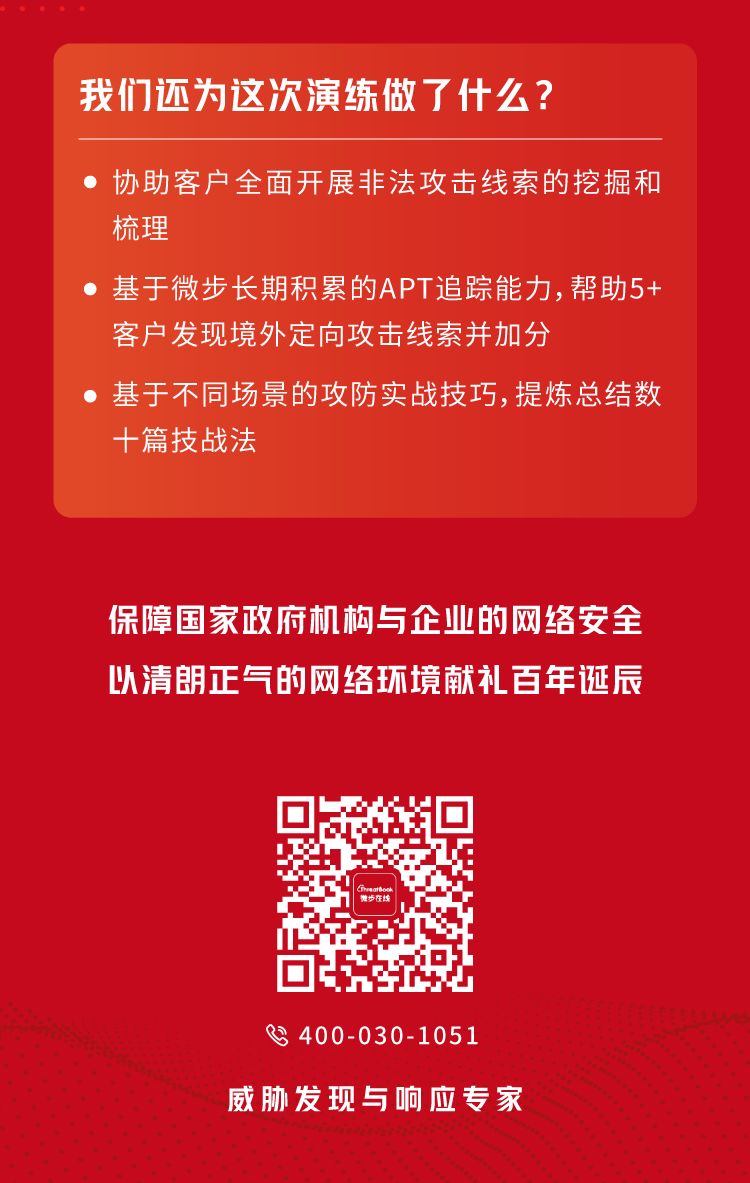 我们还为这次演练做了什么？
协助客户全面开展非法攻击线索的挖掘和
梳理
基于微步长期积累的APT追踪能力，帮助5+
客户发现境外定向攻击线索并加分
基于不同场景的攻防实战技巧，提炼总结数
十篇技战法
保障国家政府机构与企业的网络安全
以清朗正气的网络环境献礼百年诞辰
ThreatBook
微步在线
400-030-1051
威胁发现与响应专家